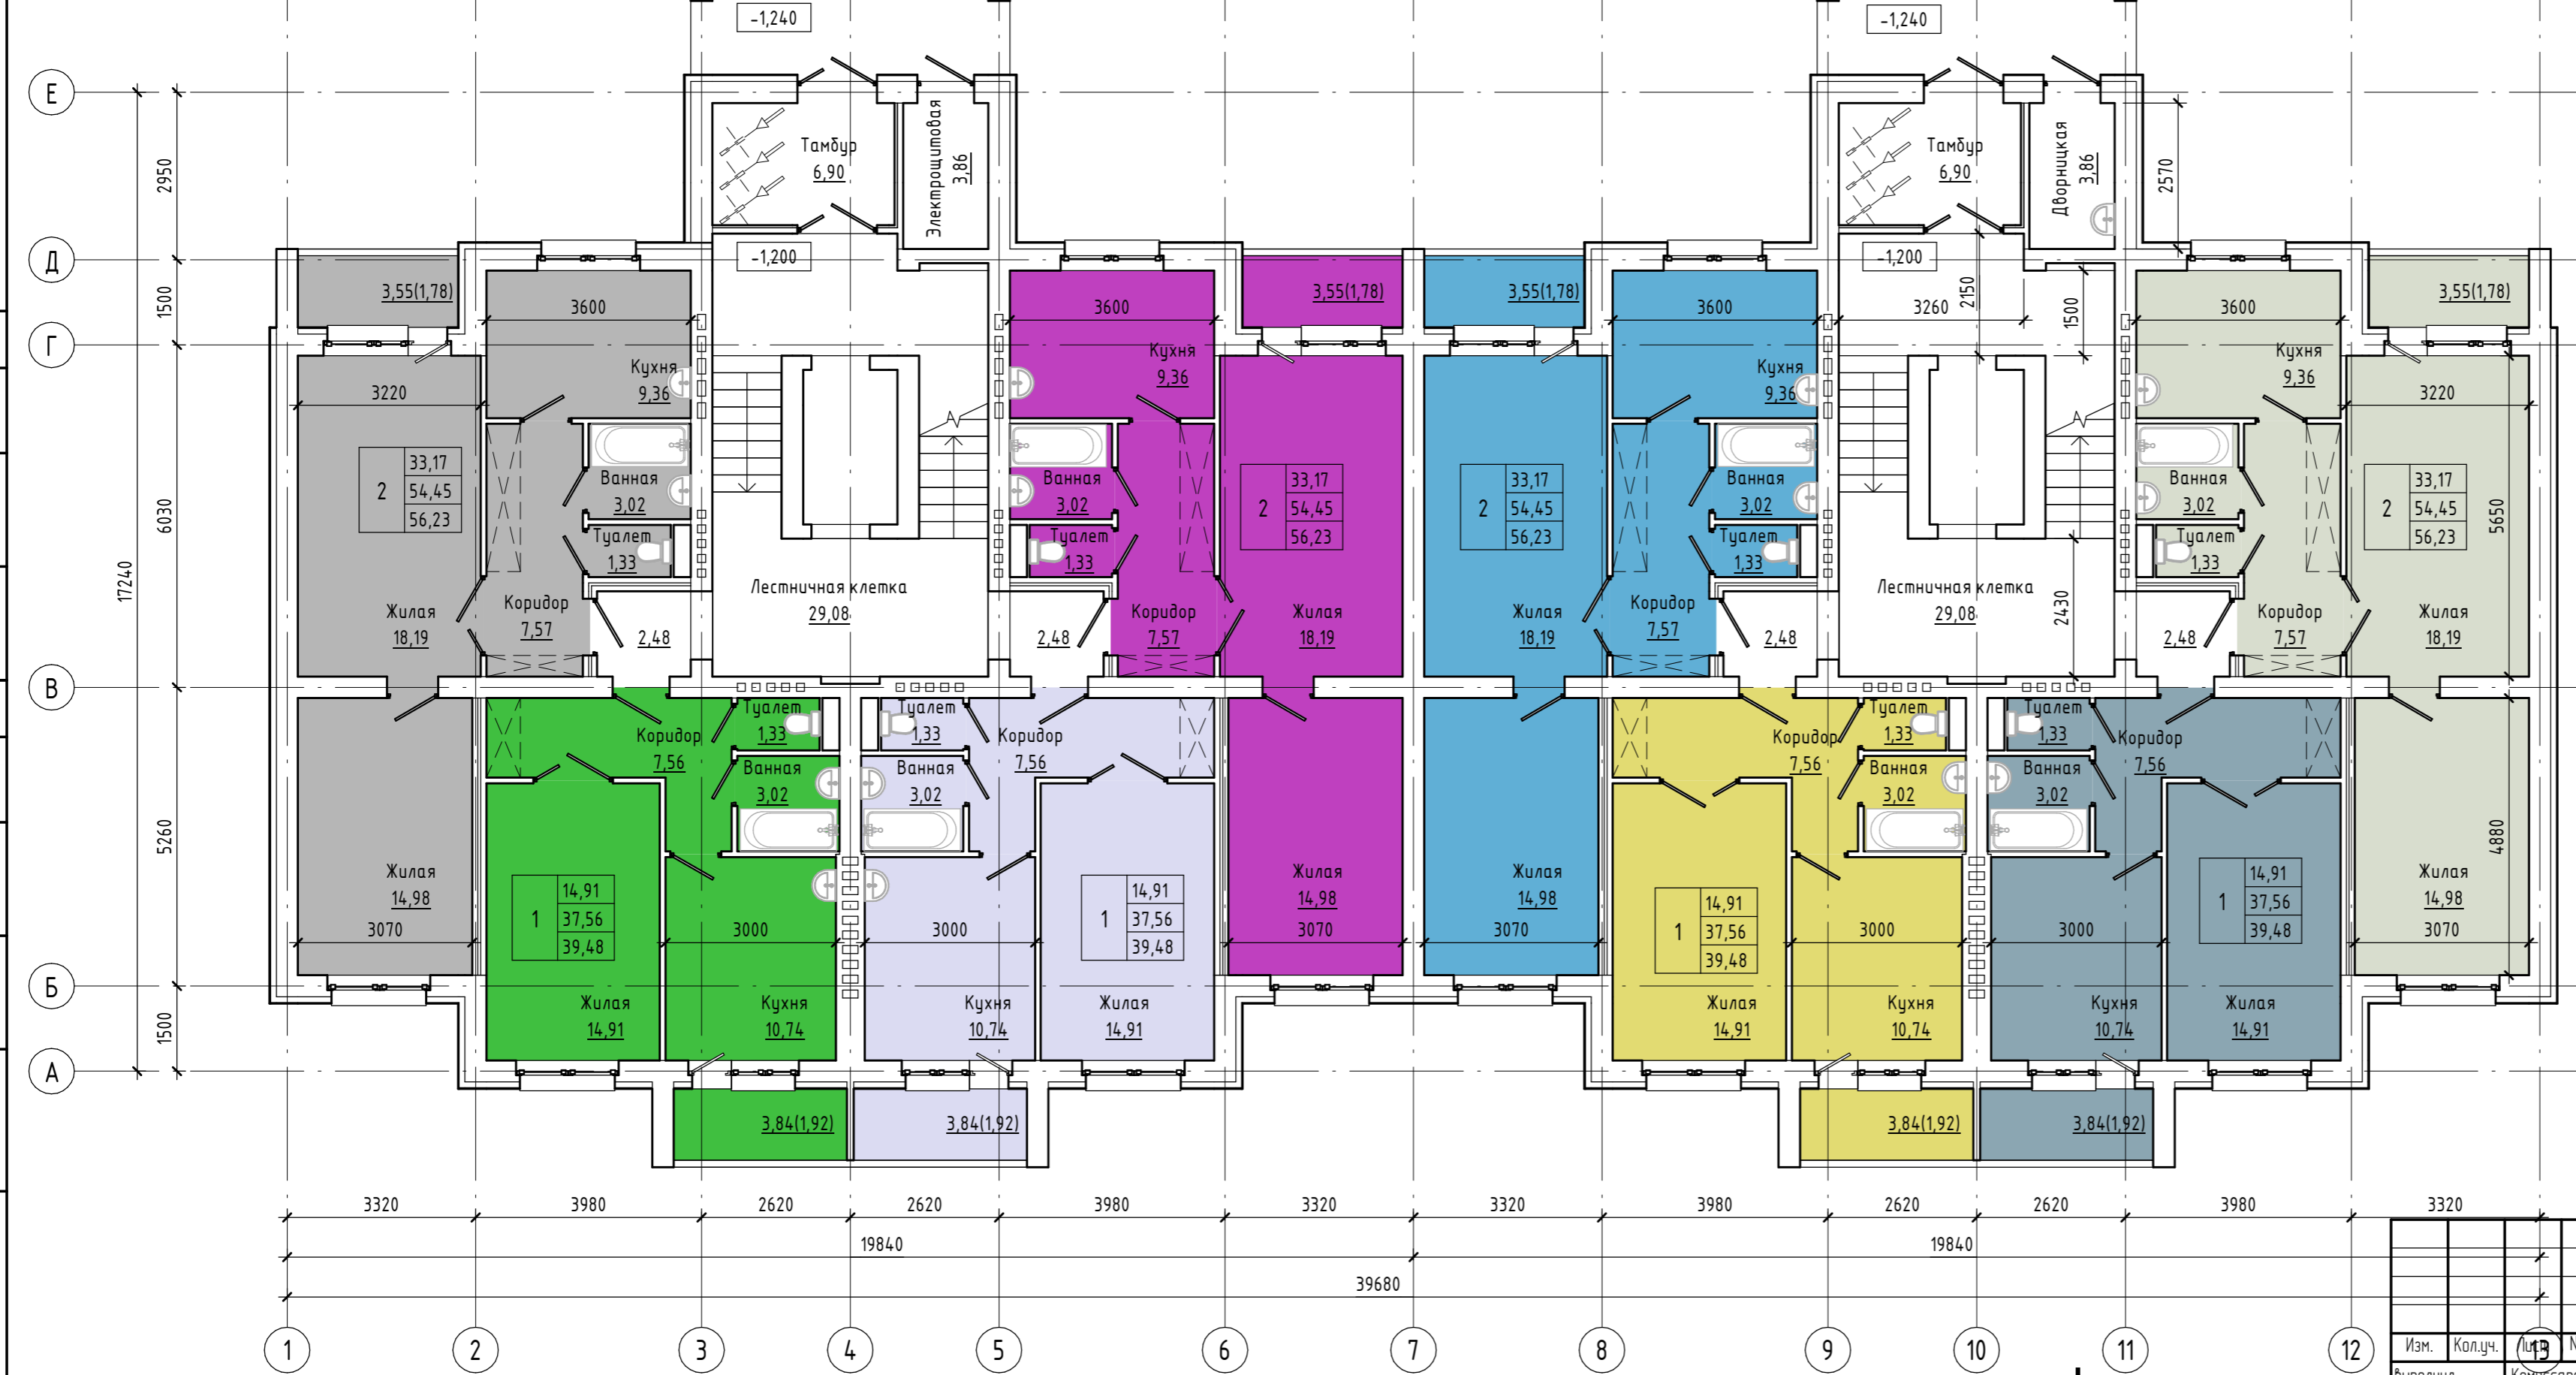 -1,240
-1,240
Е
Тамбур
6,90
Электрощитовая
3,86
Тамбур
6,90
Дворницкая
3,86
2950
2570
Д
-1,200
-1,200
1500
3,55(1,78)
3600
3600
3,55(1,78)
3,55(1,78)
3600
3260
2150
1500
3600
3,55(1,78)
Г
Кухня
9,36
Кухня
9,36
Кухня
9,36
Кухня
9,36
3220
3220
17240
6030
2
33,17
54,45
56,23
Ванная
3,02
Туалет
1,33
Ванная
3,02
Туалет
1,33
2
33,17
54,45
56,23
2
33,17
54,45
56,23
Ванная
3,02
Туалет
1,33
Ванная
3,02
Туалет
1,33
2
33,17
54,45
56,23
5650
Жилая
18,19
Коридор
7,57
2,48
Лестничная клетка
29,08
2,48
Коридор
7,57
Жилая
18,19
Жилая
18,19
Коридор
7,57
2,48
Лестничная клетка
29,08
2430
2,48
Коридор
7,57
Жилая
18,19
В
Коридор
7,56
Туалет
1,33
Туалет
1,33
Коридор
7,56
Коридор
7,56
Туалет
1,33
Туалет
1,33
Коридор
7,56
Ванная
3,02
Ванная
3,02
Ванная
3,02
Ванная
3,02
5260
4880
Жилая
14,98
3070
1
14,91
37,56
39,48
3000
3000
1
14,91
37,56
39,48
Жилая
14,98
3070
Жилая
14,98
3070
1
14,91
37,56
39,48
3000
3000
1
14,91
37,56
39,48
Жилая
14,98
3070
Б
1500
Жилая
14,91
Кухня
10,74
Кухня
10,74
Жилая
14,91
Жилая
14,91
Кухня
10,74
Кухня
10,74
Жилая
14,91
А
3,84(1,92)
3,84(1,92)
3,84(1,92)
3,84(1,92)
3320 3980 2620 2620 3980 3320 3320 3980 2620 2620 3980 3320
19840 19840
39680
1 2 3 4 5 6 7 8 9 10 11 12 13
Изм. Кол.уч. Лист